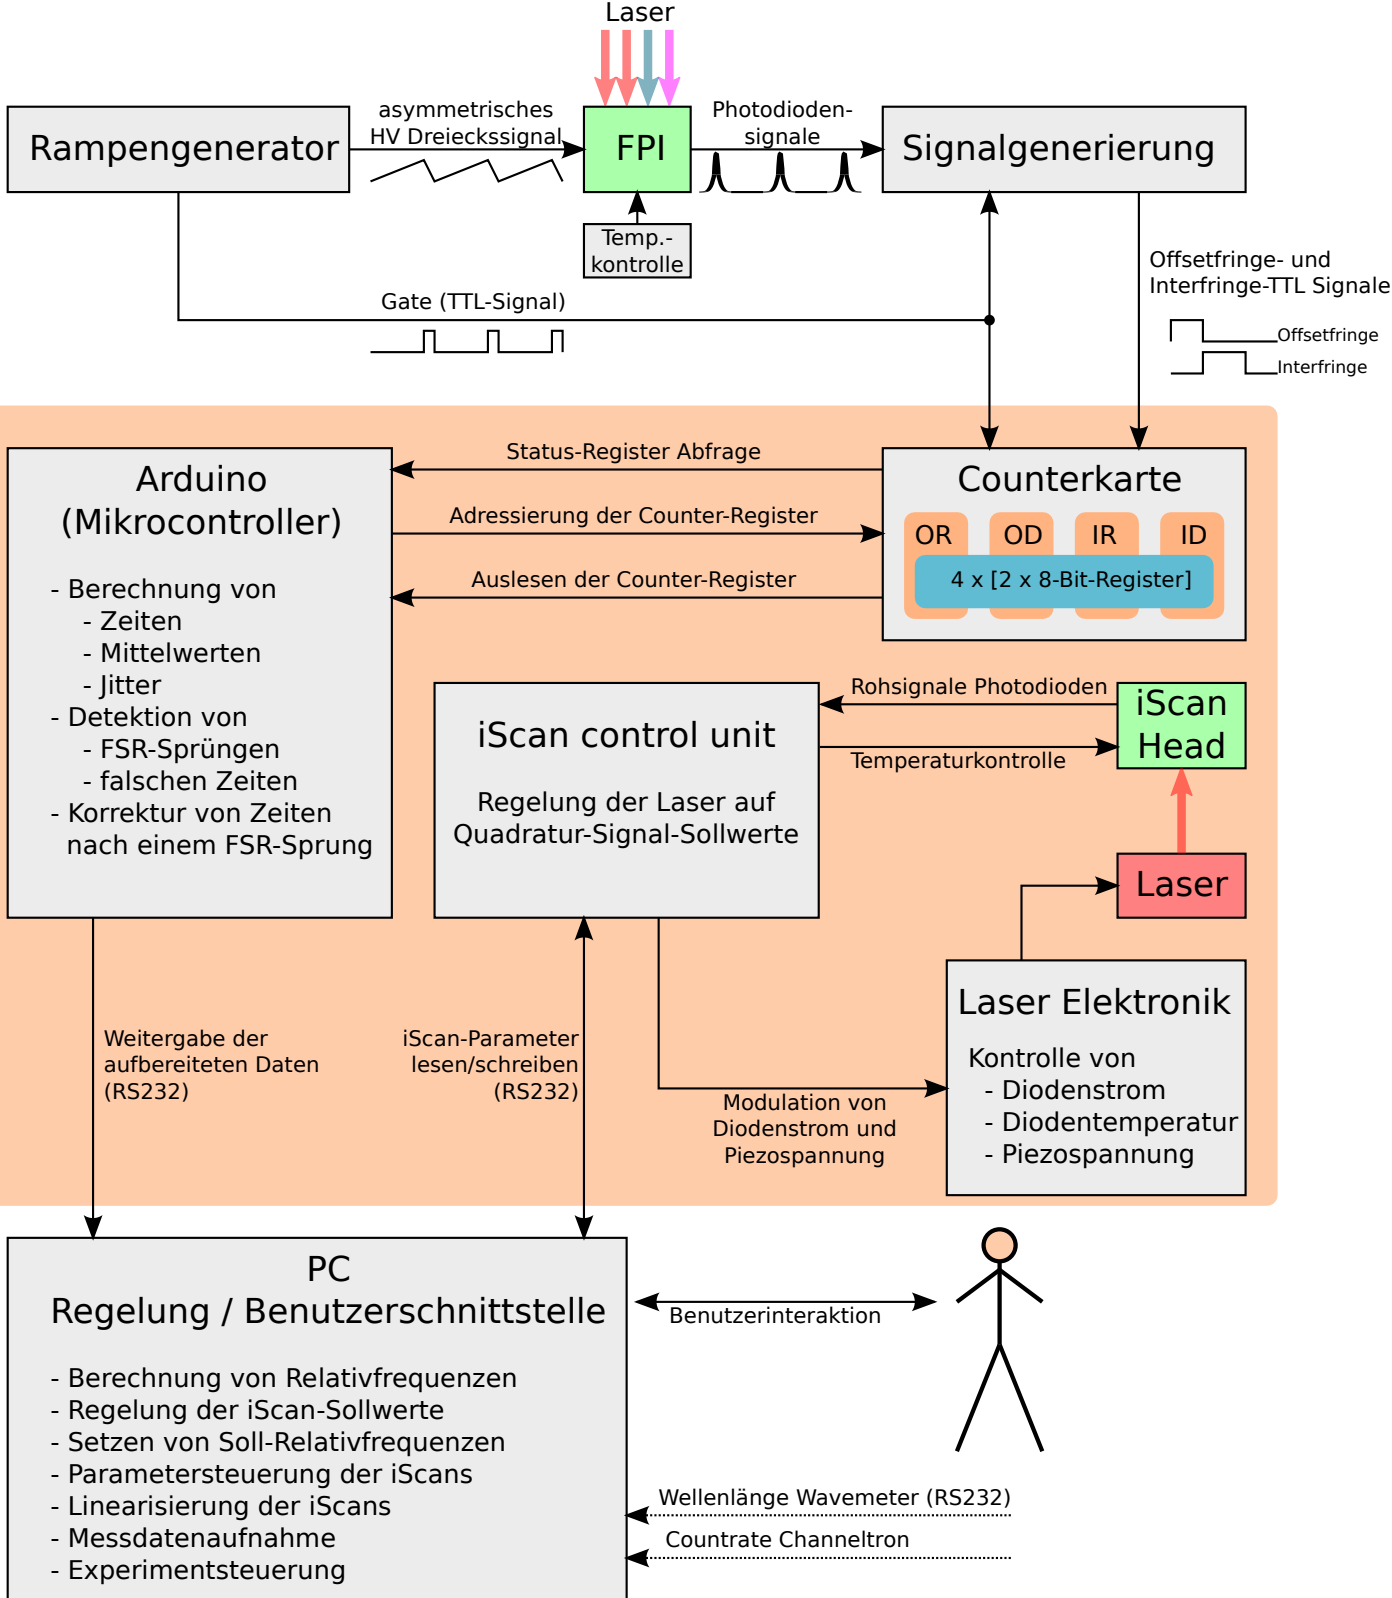 Laser
asymmetrisches
HV Dreieckssignal
Photodioden-
signale
Rampengenerator
FPI
Signalgenerierung
Temp.-
kontrolle
Offsetfringe- und
Interfringe-TTL Signale
Gate (TTL-Signal)
Offsetfringe
Interfringe
Arduino
(Mikrocontroller)
- Berechnung von
- Zeiten
- Mittelwerten
- Jitter
- Detektion von
- FSR-Sprüngen
- falschen Zeiten
- Korrektur von Zeiten
nach einem FSR-Sprung
Status-Register Abfrage
Adressierung der Counter-Register
Auslesen der Counter-Register
Counterkarte
OR OD IR ID
4 x [2 x 8-Bit-Register]
iScan control unit
Regelung der Laser auf
Quadratur-Signal-Sollwerte
Rohsignale Photodioden
Temperaturkontrolle
iScan
Head
Laser
Laser Elektronik
Kontrolle von
- Diodenstrom
- Diodentemperatur
- Piezospannung
Weitergabe der
aufbereiteten Daten
(RS232)
iScan-Parameter
lesen/schreiben
(RS232)
Modulation von
Diodenstrom und
Piezospannung
PC
Regelung / Benutzerschnittstelle
- Berechnung von Relativfrequenzen
- Regelung der iScan-Sollwerte
- Setzen von Soll-Relativfrequenzen
- Parametersteuerung der iScans
- Linearisierung der iScans
- Messdatenaufnahme
- Experimentsteuerung
Benutzerinteraktion
Wellenlänge Wavemeter (RS232)
Countrate Channeltron